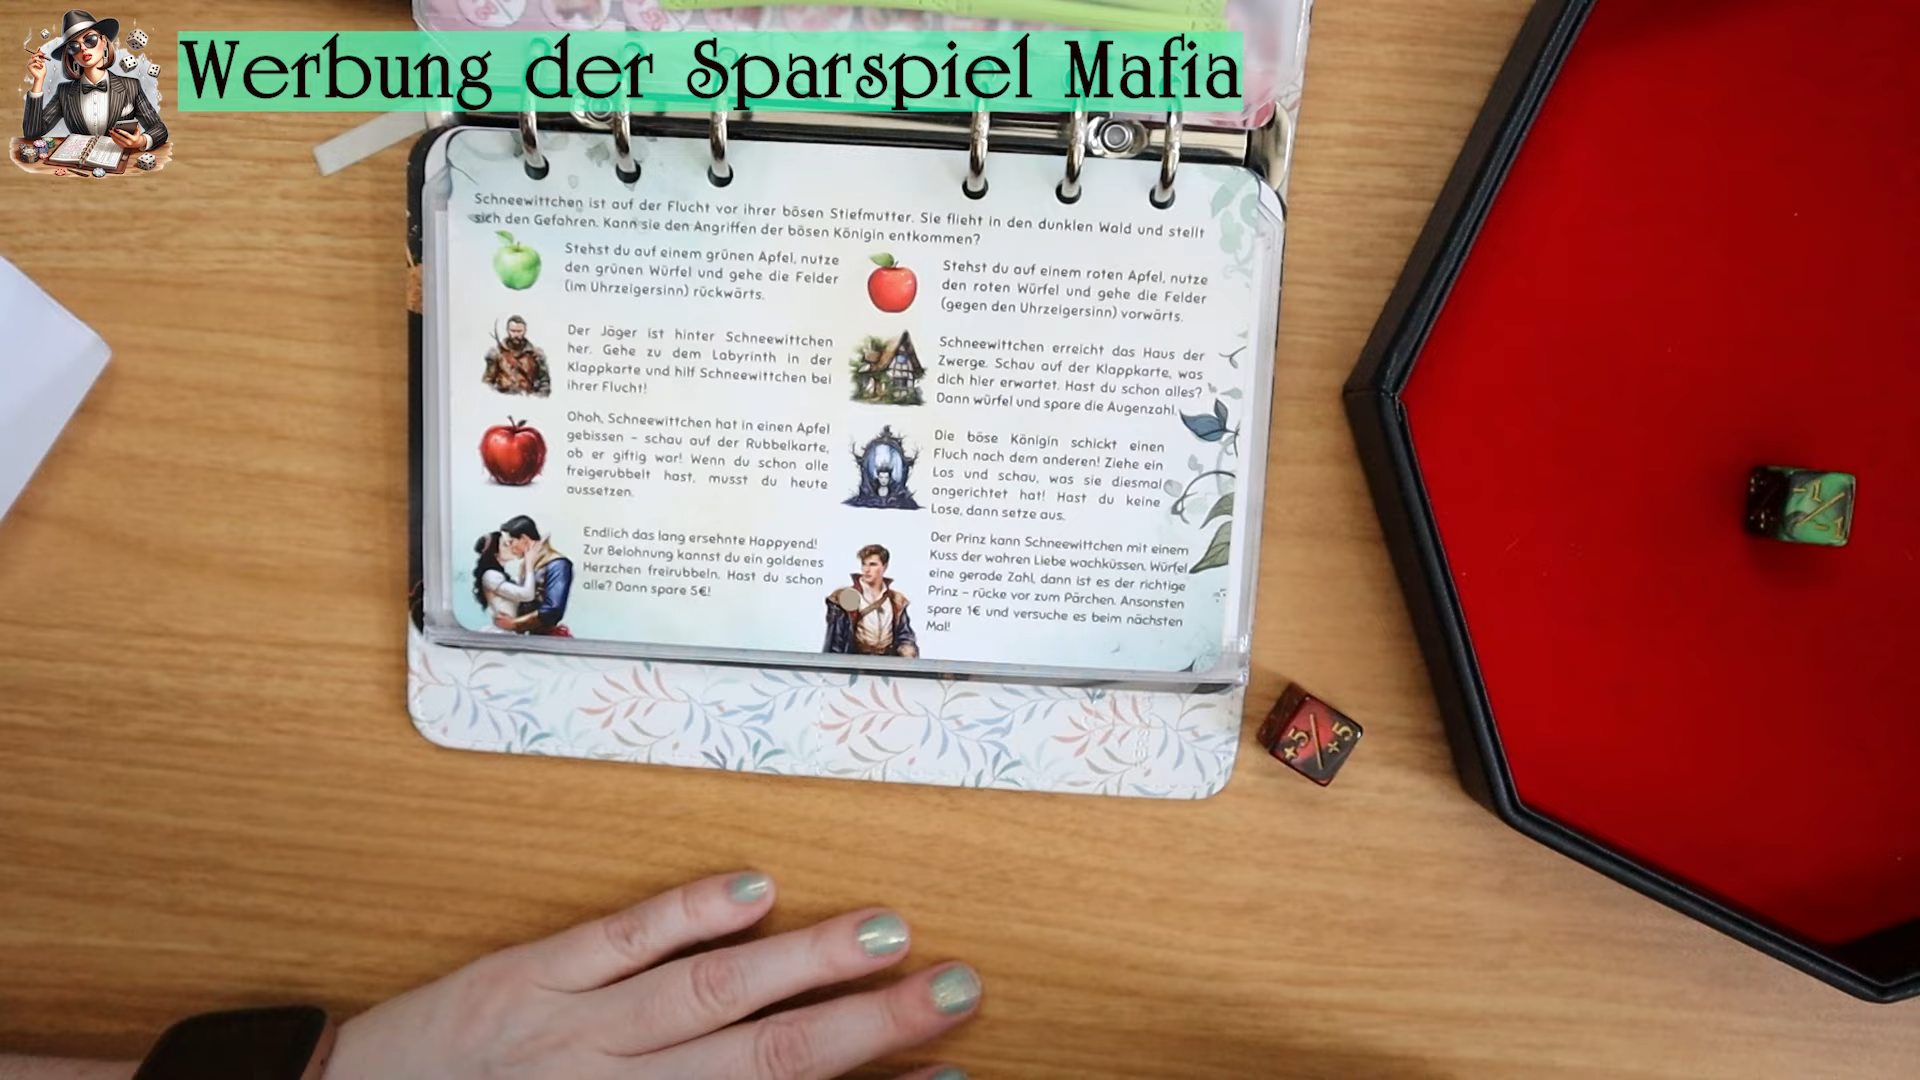 Werbung der Sparspiel Mafia
Schneewittchen ist auf der Flucht vor ihrer bösen Stiefmutter. Sie flieht in den dunklen Wald und stellt
sich den Gefahren. Kann sie den Angriffen der bösen Königin entkommen?
Stehst du auf einem grünen Apfel, nutze
den grünen Würfel und gehe die Felder
(im Uhrzeigersinn) rückwärts.
Stehst du auf einem roten Apfel, nutze
den roten Würfel und gehe die Felder
(gegen den Uhrzeigersinn) vorwärts.
Der Jäger ist hinter Schneewittchen
her. Gehe zu dem Labyrinth in der
Klappkarte und hilf Schneewittchen bei
ihrer Flucht!
Schneewittchen erreicht das Haus der
Zwerge. Schau auf der Klappkarte, was
dich hier erwartet. Hast du schon alles?
Dann würfel und spare die Augenzahl.
Ohoh, Schneewittchen hat in einen Apfel
gebissen – schau auf der Rubbelkarte,
ob er giftig war! Wenn du schon alle
freigerubbelt hast, musst du heute
aussetzen.
Die böse Königin schickt einen
Fluch nach dem anderen! Ziehe ein
Los und schau, was sie diesmal
angerichtet hat! Hast du keine
Lose, dann setze aus.
Endlich das lang ersehnte Happyend!
Zur Belohnung kannst du ein goldenes
Herzchen freirubbeln. Hast du schon
alle? Dann spare 5€!
Der Prinz kann Schneewittchen mit einem
Kuss der wahren Liebe wachküssen. Würfel
eine gerade Zahl, dann ist es der richtige
Prinz – rücke vor zum Pärchen. Ansonsten
spare 1€ und versuche es beim nächsten
Mal!
+5/+5
-1/-1